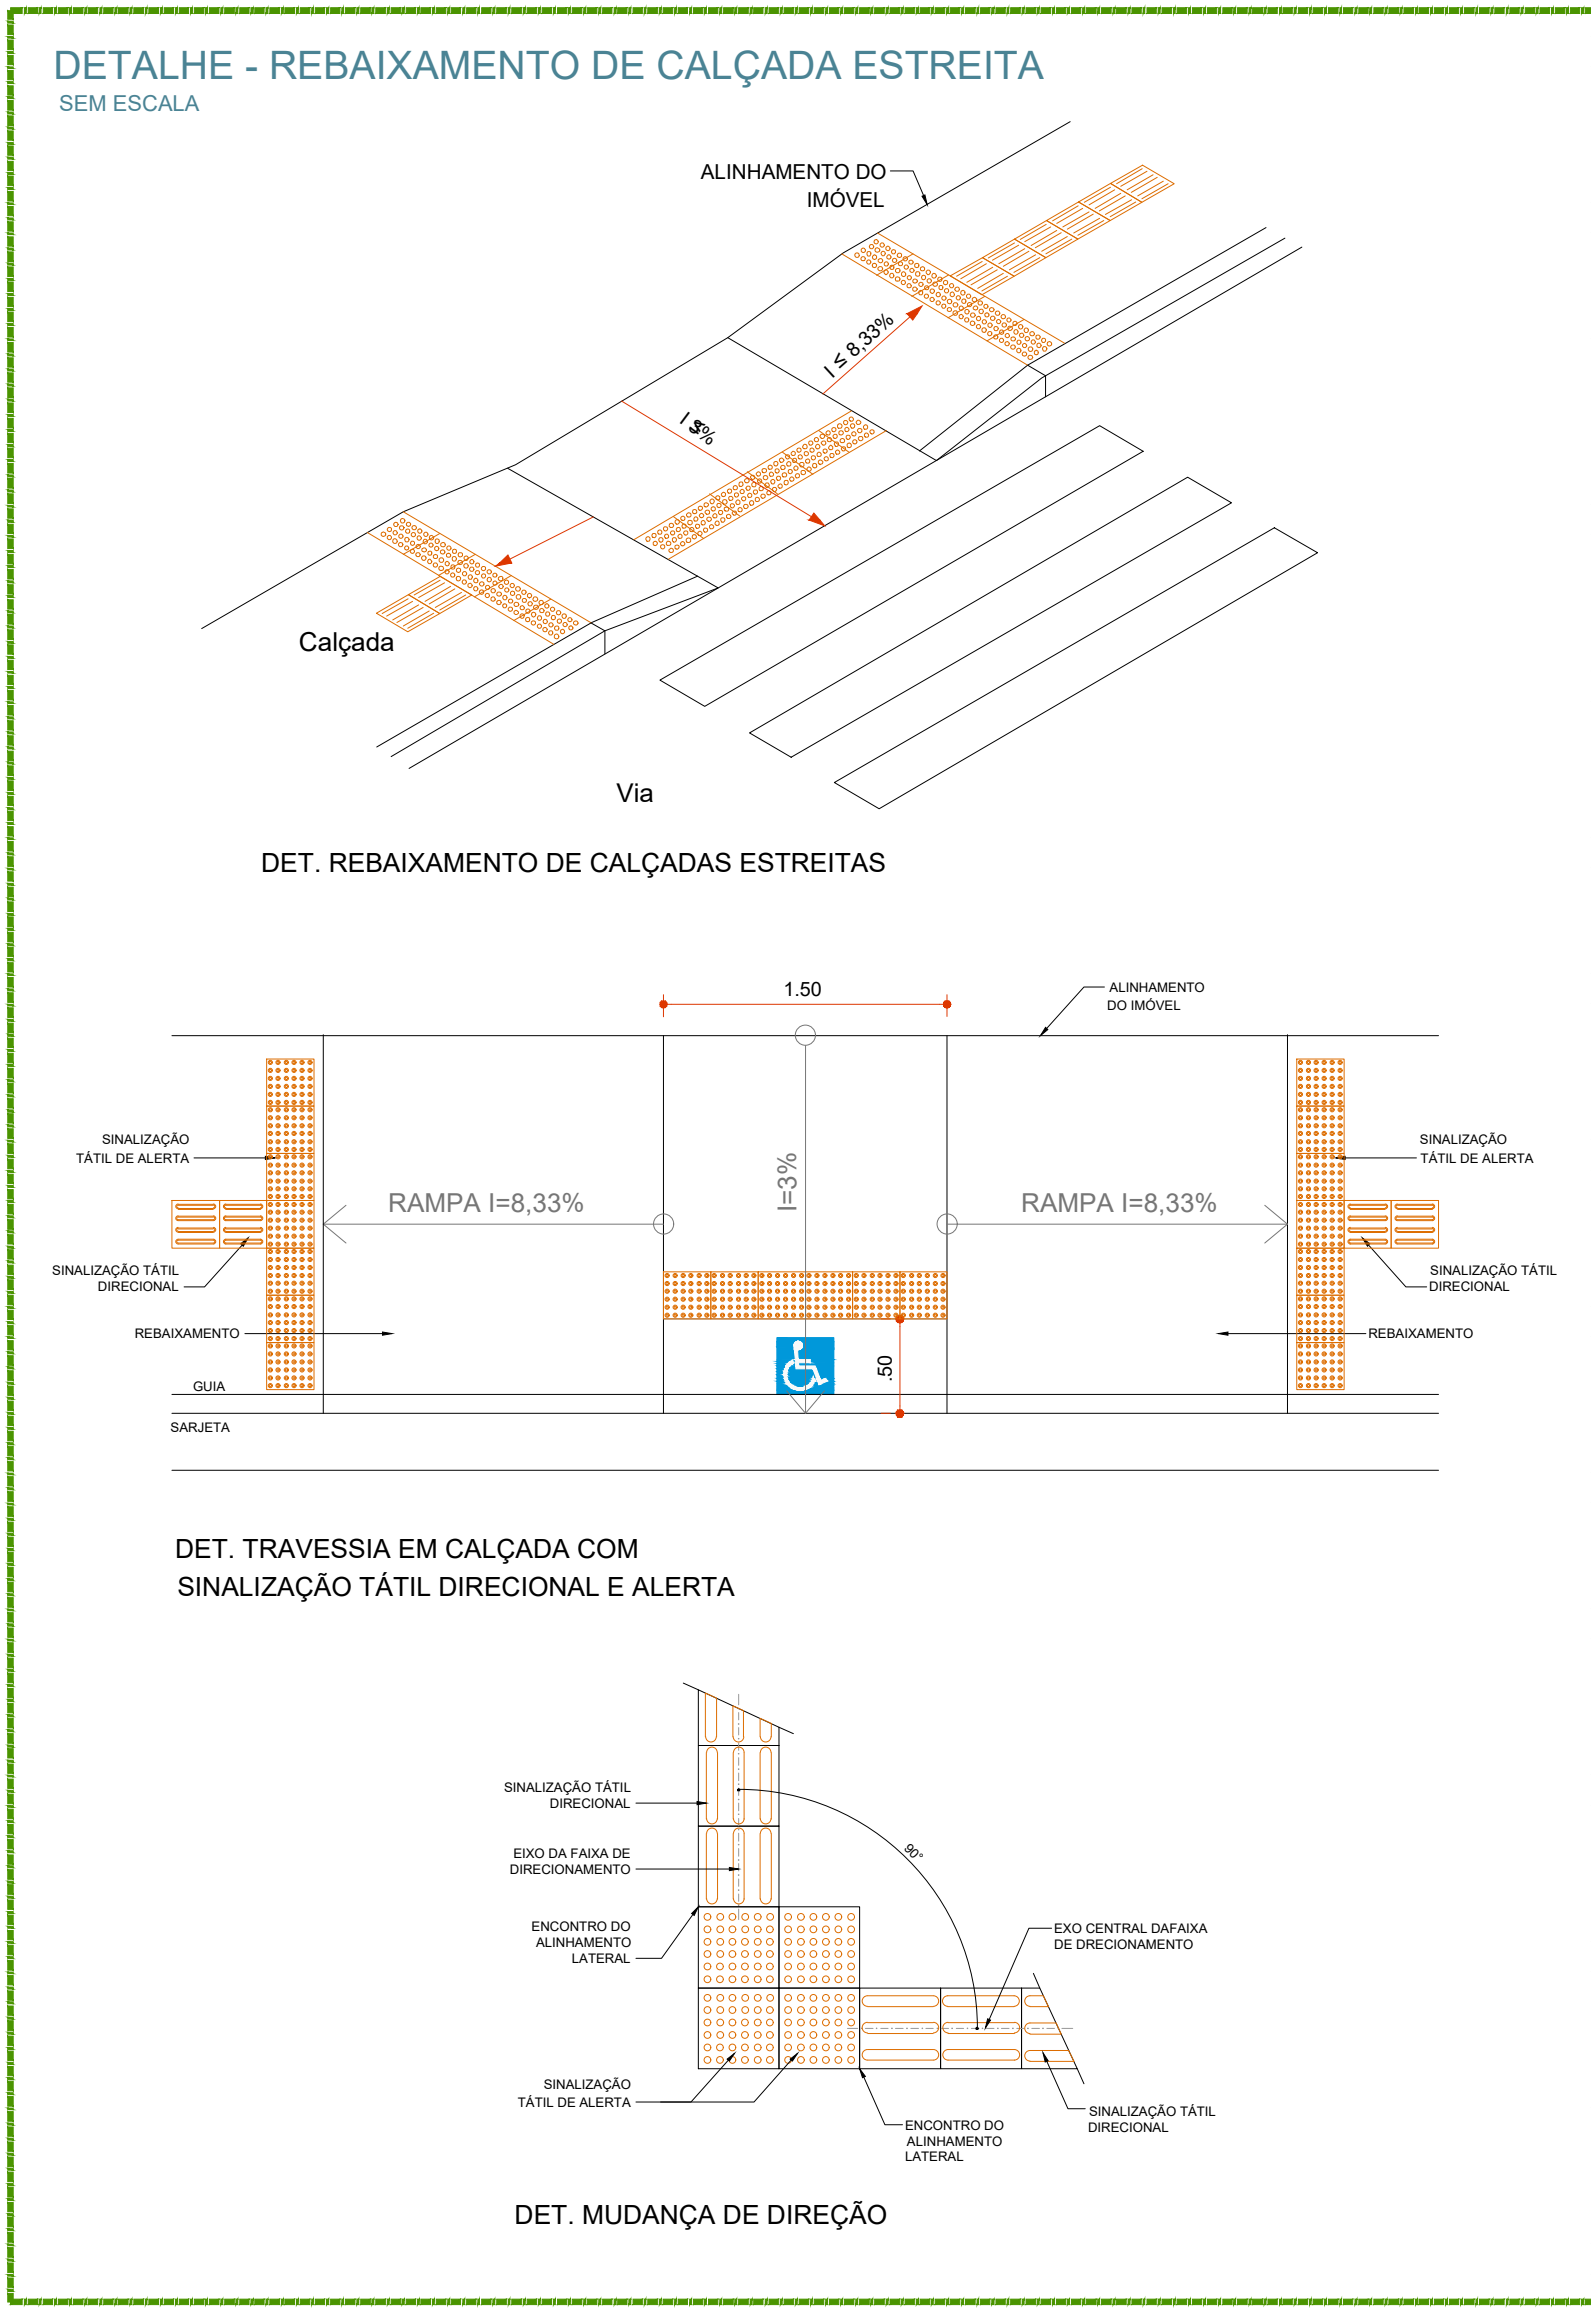 DETALHE - REBAIXAMENTO DE CALÇADA ESTREITA
SEM ESCALA
ALINHAMENTO DO
IMÓVEL
I ≤ 8,33%
Calçada
Via
DET. REBAIXAMENTO DE CALÇADAS ESTREITAS
1.50
ALINHAMENTO
DO IMÓVEL
SINALIZAÇÃO
TÁTIL DE ALERTA
SINALIZAÇÃO
TÁTIL DE ALERTA
I=3%
RAMPA I=8,33%
RAMPA I=8,33%
SINALIZAÇÃO TÁTIL
DIRECIONAL
SINALIZAÇÃO TÁTIL
DIRECIONAL
REBAIXAMENTO
REBAIXAMENTO
.50
GUIA
SARJETA
DET. TRAVESSIA EM CALÇADA COM
SINALIZAÇÃO TÁTIL DIRECIONAL E ALERTA
SINALIZAÇÃO TÁTIL
DIRECIONAL
EIXO DA FAIXA DE
DIRECIONAMENTO
90°
ENCONTRO DO
ALINHAMENTO
LATERAL
EXO CENTRAL DAFAIXA
DE DRECIONAMENTO
SINALIZAÇÃO
TÁTIL DE ALERTA
SINALIZAÇÃO TÁTIL
DIRECIONAL
ENCONTRO DO
ALINHAMENTO
LATERAL
DET. MUDANÇA DE DIREÇÃO